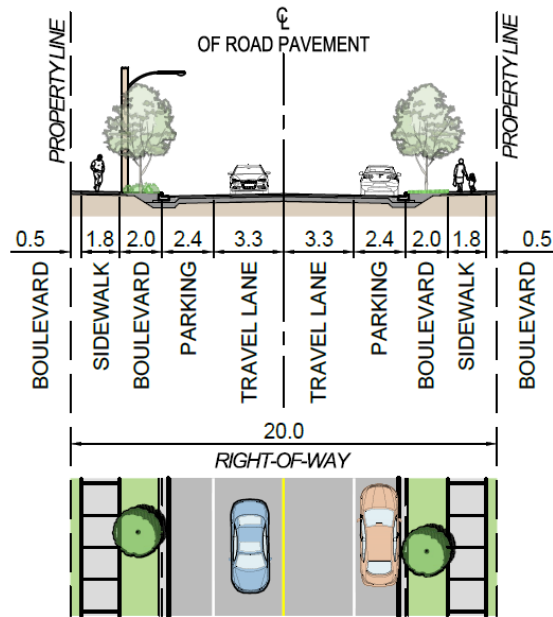 ℄
OF ROAD PAVEMENT
PROPERTY LINE
PROPERTY LINE
0.5 1.8 2.0 2.4 3.3 3.3 2.4 2.0 1.8 0.5
BOULEVARD
SIDEWALK
BOULEVARD
PARKING
TRAVEL LANE
TRAVEL LANE
PARKING
BOULEVARD
SIDEWALK
BOULEVARD
20.0
RIGHT-OF-WAY